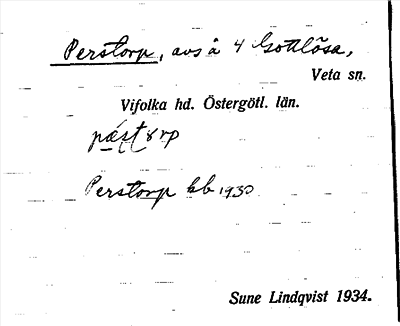 Perstorp, avs å 4 Gottlösa,
Veta sn.
Vifolka hd. Östergötl. län.
Perstorp kb 1930
Sune Lindqvist 1934.